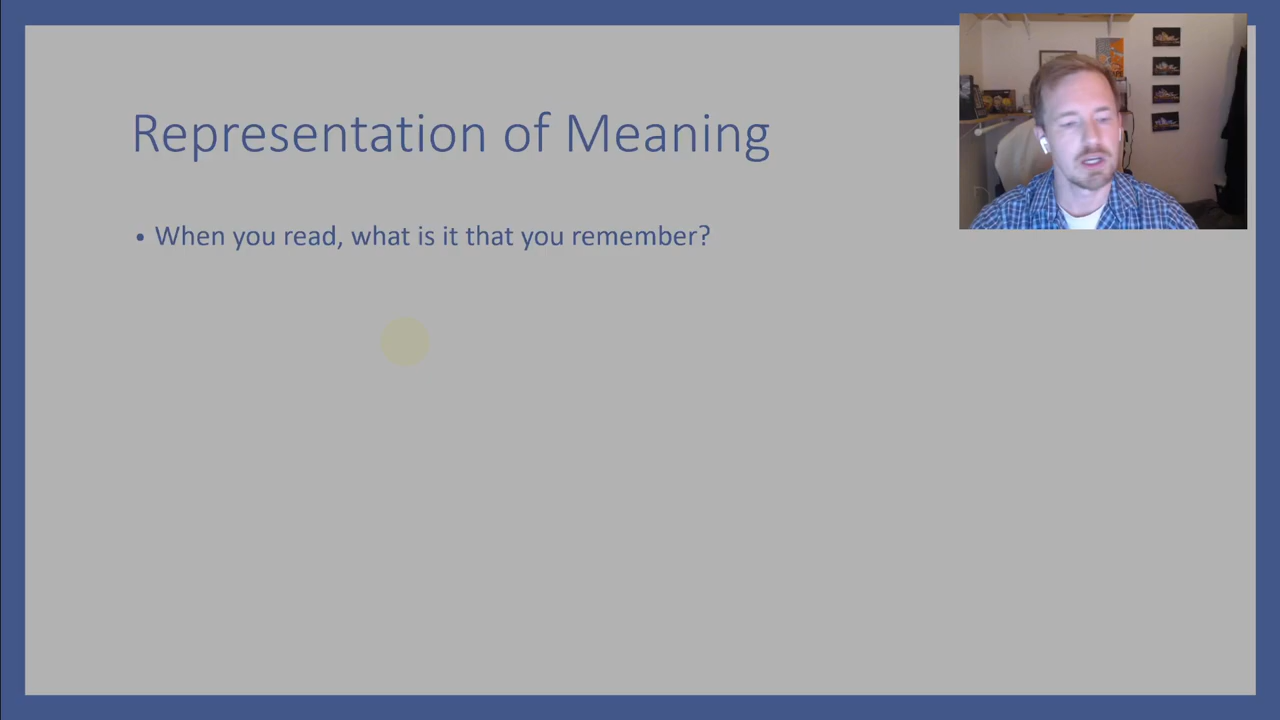 Representation of Meaning
• When you read, what is it that you remember?